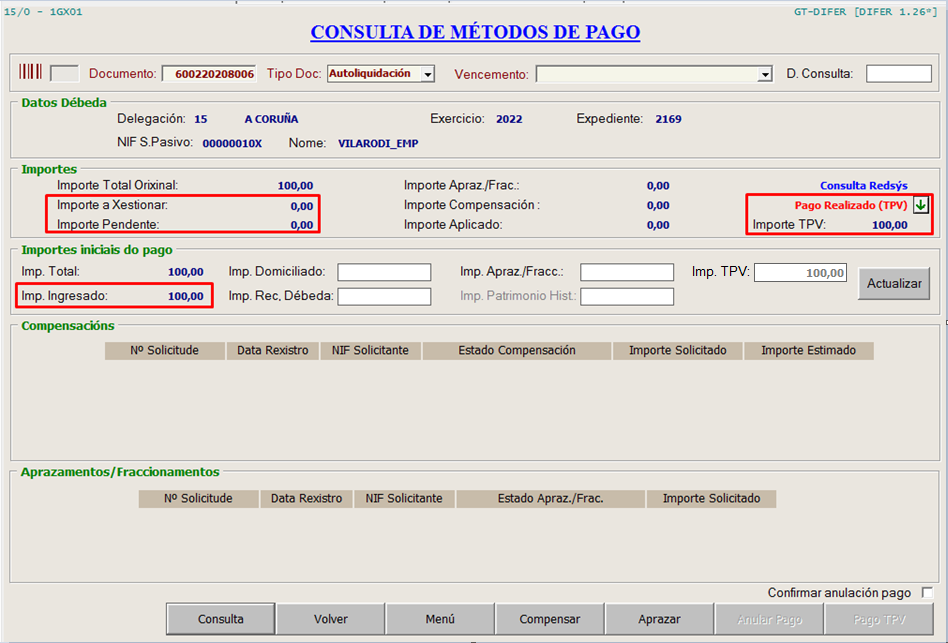 15/0 - 1GX01 GT-DIFER [DIFER 1.26*]
CONSULTA DE MÉTODOS DE PAGO
Documento: 600220208006 Tipo Doc: Autoliquidación Vencemento: D. Consulta:
Datos Débeda
Delegación: 15 A CORUÑA Exercicio: 2022 Expediente: 2169
NIF S.Pasivo: 00000010X Nome: VILARODI_EMP
Importes
Importe Total Orixinal: 100,00 Importe Apraz./Frac.: 0,00 Consulta Redsýs
Importe a Xestionar: 0,00 Importe Compensación : 0,00 Pago Realizado (TPV)
Importe Pendente: 0,00 Importe Aplicado: 0,00 Importe TPV: 100,00
Importes iniciais do pago
Imp. Total: 100,00 Imp. Domiciliado: Imp. Apraz./Fracc.: Imp. TPV: 100,00
Imp. Ingresado: 100,00 Imp. Rec, Débeda: Imp. Patrimonio Hist.: Actualizar
Compensacións
Nº Solicitude Data Rexistro NIF Solicitante Estado Compensación Importe Solicitado Importe Estimado
Aprazamentos/Fraccionamentos
Nº Solicitude Data Rexistro NIF Solicitante Estado Apraz./Frac. Importe Solicitado
Confirmar anulación pago
Consulta Volver Menú Compensar Aprazar Anular Pago Pago TPV